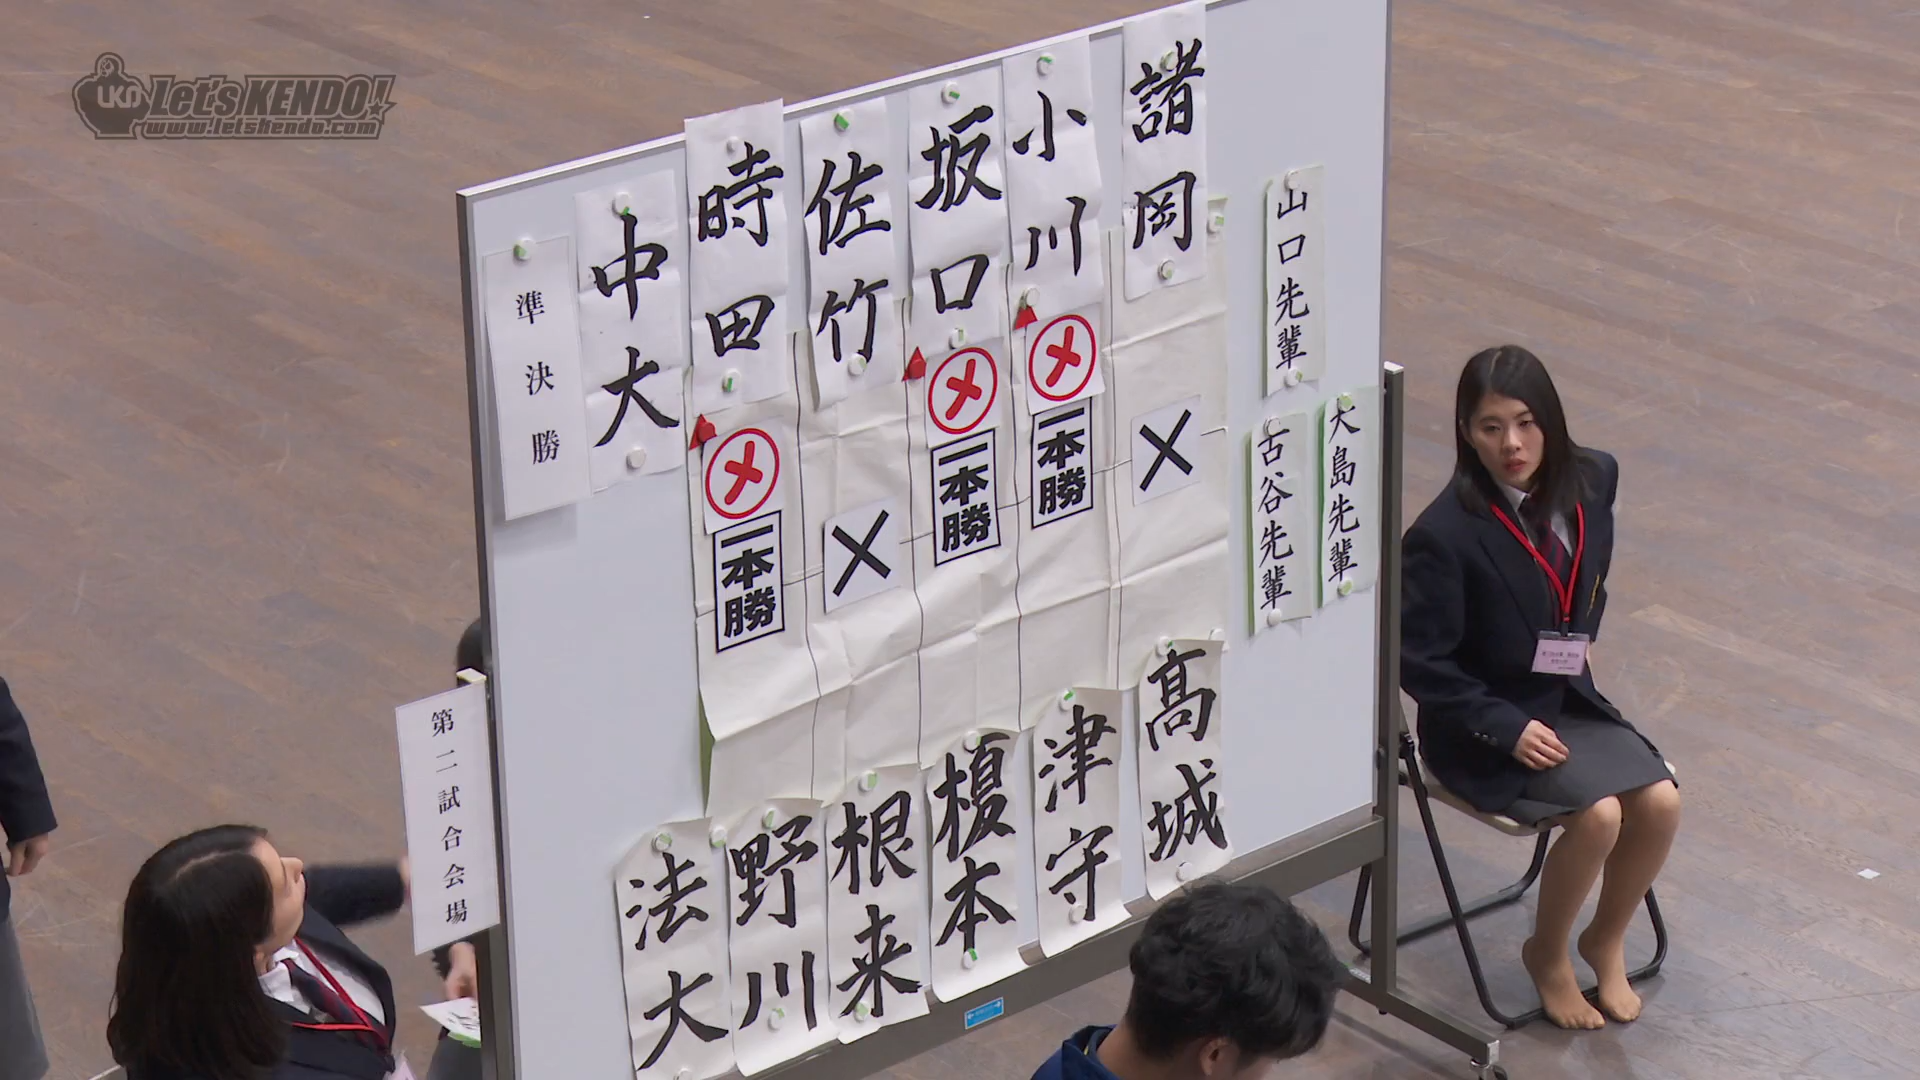 LKD Let's KENDO!
www.letskendo.com
準決勝
中大
時田
佐竹
坂口
小川
諸岡
一本勝
一本勝
一本勝
山口先輩
古谷先輩
大島先輩
第二試合会場
法大
野川
根来
榎本
津守
髙城